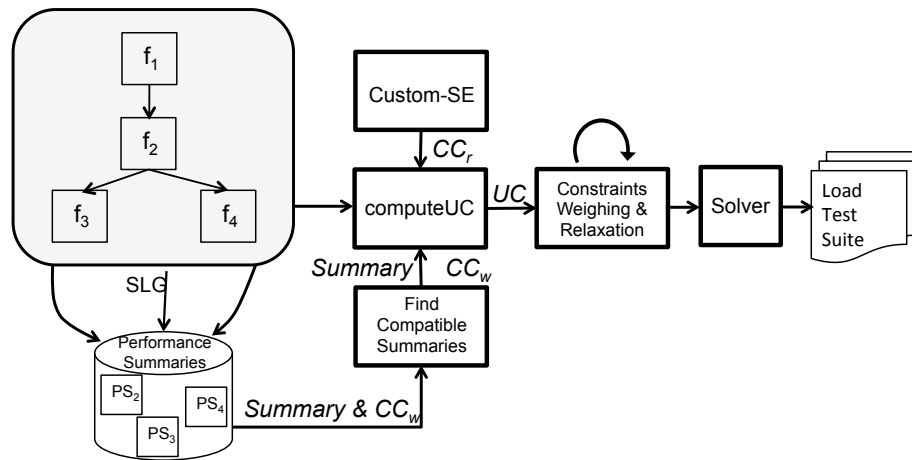 f1
f2
f3
f4
SLG
Performance
Summaries
PS2
PS3
PS4
Summary & CCw
Custom-SE
CCr
computeUC
Summary
CCw
Find
Compatible
Summaries
UC
Constraints
Weighing &
Relaxation
Solver
Load
Test
Suite